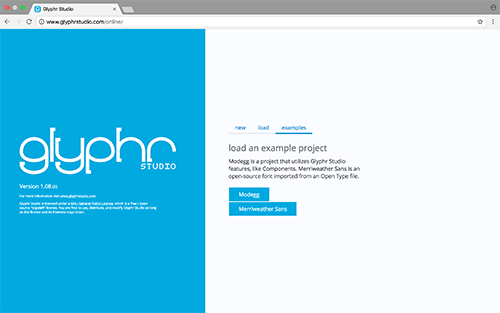 Glyphr Studio
www.glyphrstudio.com/online/
glyphr
STUDIO
Version 1.08.00
For more information visit www.glyphrstudio.com
Glyphr Studio is licensed under a GNU General Public License, which is a free / open
source "copyleft" license. You are free to use, distribute, and modify Glyphr Studio as long
as this license and its freeness stays intact.
new load examples
load an example project
Modegg is a project that utilizes Glyphr Studio
features, like Components. Merriweather Sans is an
open-source font imported from an Open Type file.
Modegg
Merriweather Sans